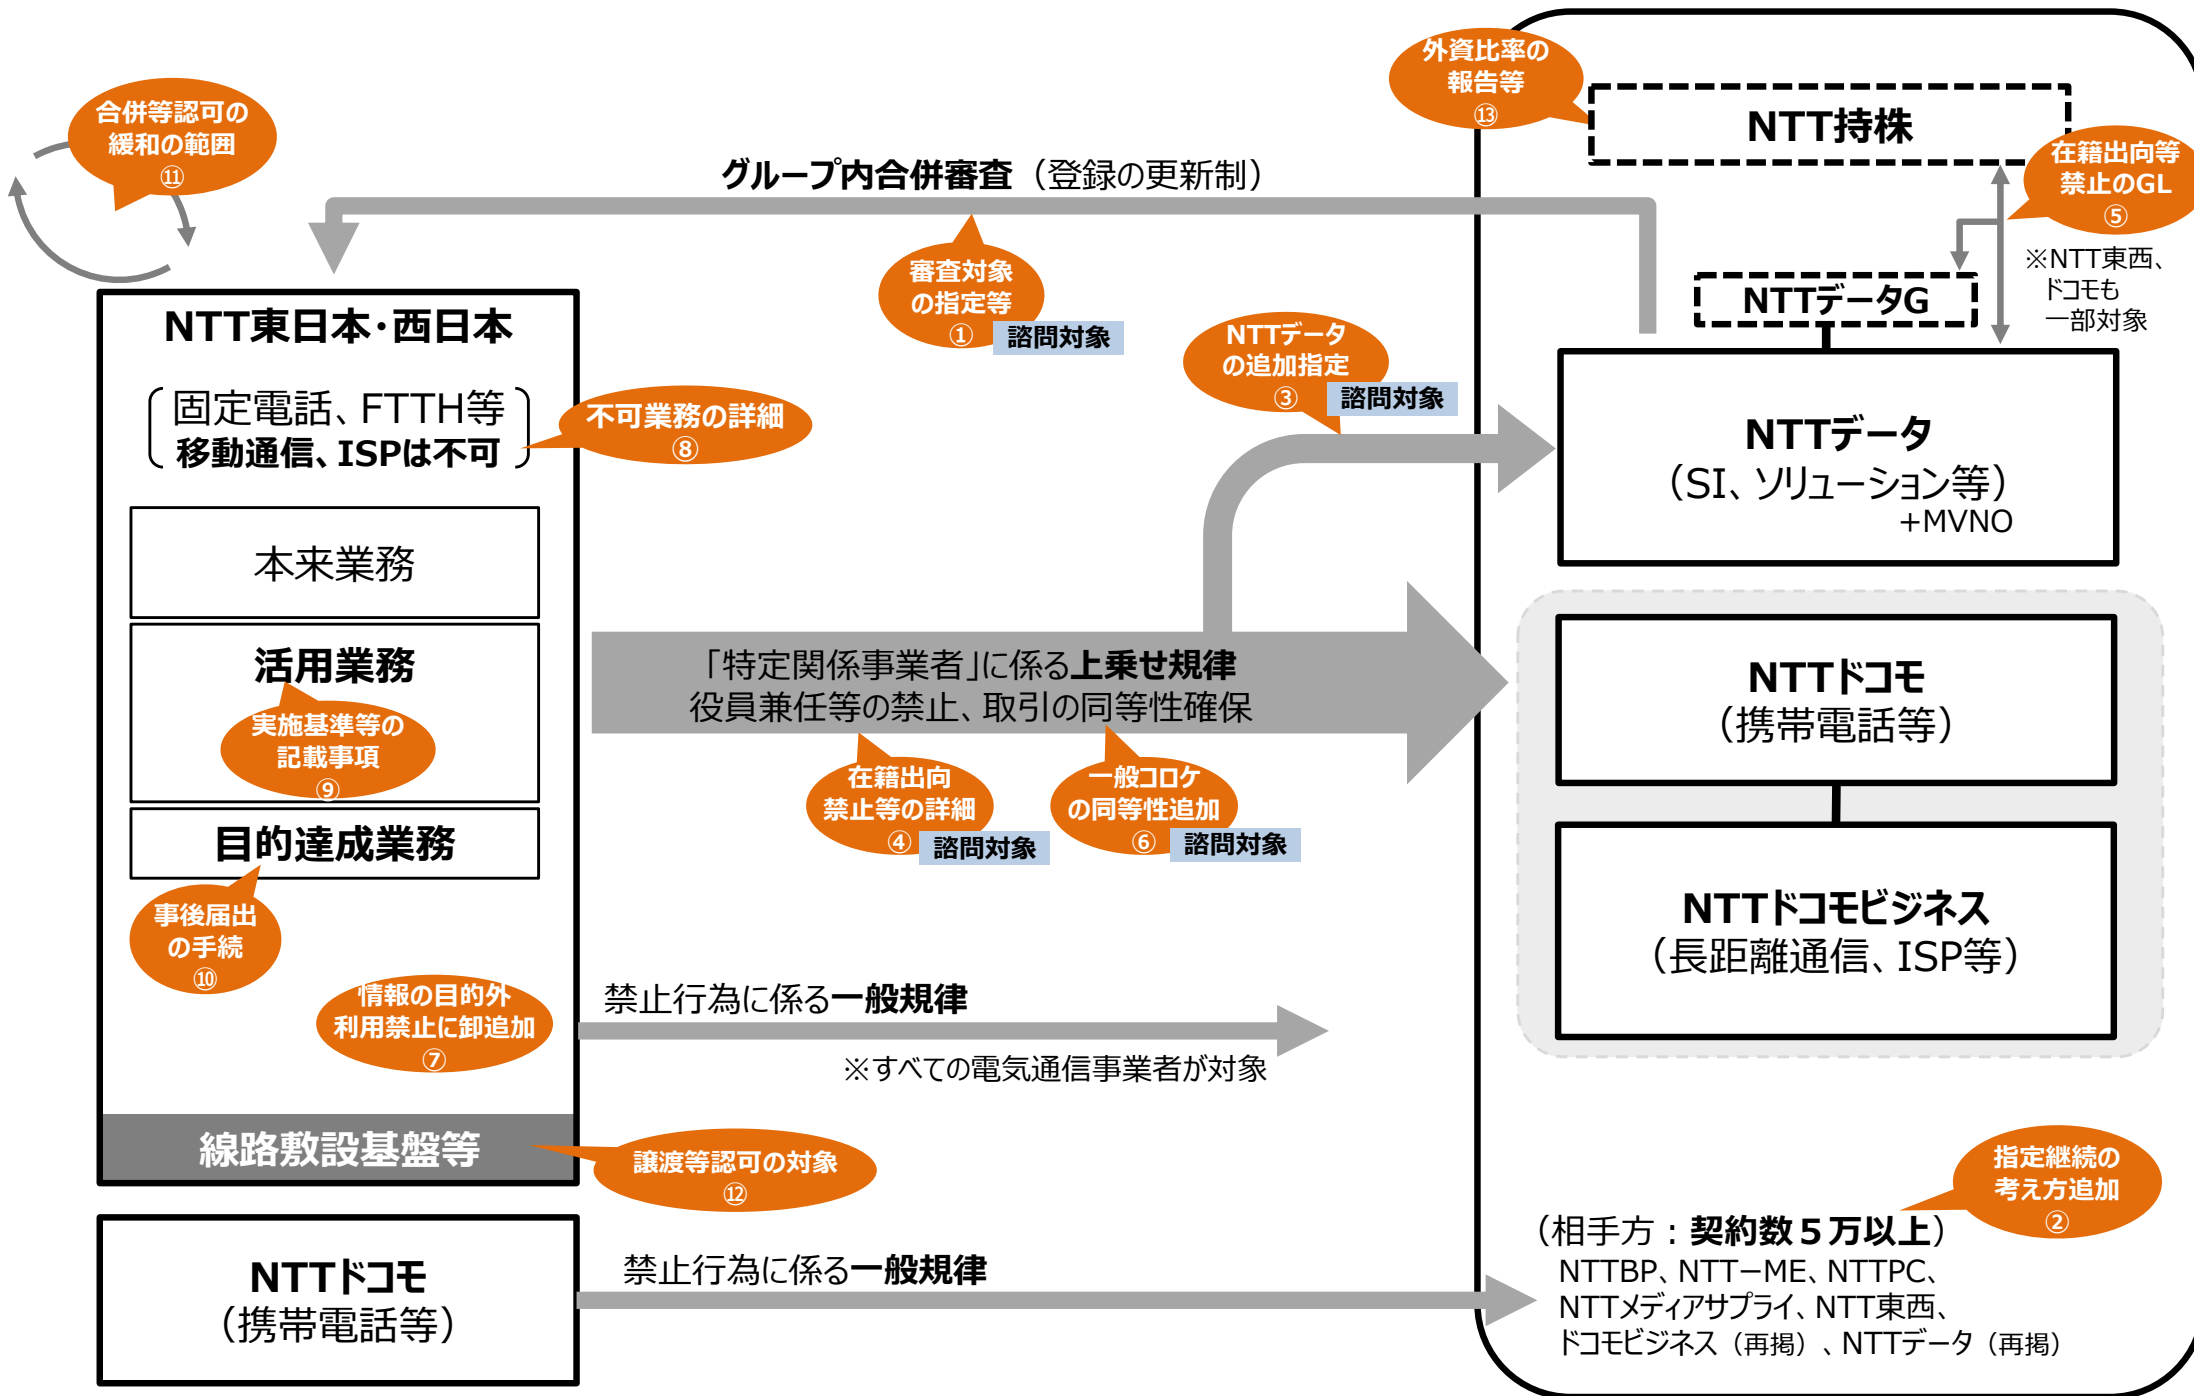 外資比率の
報告等
⑬
NTT持株
合併等認可の
緩和の範囲
⑪
在籍出向等
禁止のGL
⑤
グループ内合併審査（登録の更新制）
※NTT東西、
ドコモも
一部対象
審査対象
の指定等
①
諮問対象
NTTデータG
NTT東日本・西日本
固定電話、FTTH等
移動通信、ISPは不可
不可業務の詳細
⑧
NTTデータ
の追加指定
③
諮問対象
NTTデータ
（SI、ソリューション等）
+MVNO
本来業務
活用業務
実施基準等の
記載事項
⑨
目的達成業務
事後届出
の手続
⑩
「特定関係事業者」に係る上乗せ規律
役員兼任等の禁止、取引の同等性確保
在籍出向
禁止等の詳細
④
諮問対象
一般コロケ
の同等性追加
⑥
諮問対象
NTTドコモ
（携帯電話等）
NTTドコモビジネス
（長距離通信、ISP等）
情報の目的外
利用禁止に卸追加
⑦
禁止行為に係る一般規律
※すべての電気通信事業者が対象
線路敷設基盤等
譲渡等認可の対象
⑫
指定継続の
考え方追加
②
NTTドコモ
（携帯電話等）
禁止行為に係る一般規律
（相手方：契約数５万以上）
NTTBP、NTTーME、NTTPC、
NTTメディアサプライ、NTT東西、
ドコモビジネス（再掲）、NTTデータ（再掲）